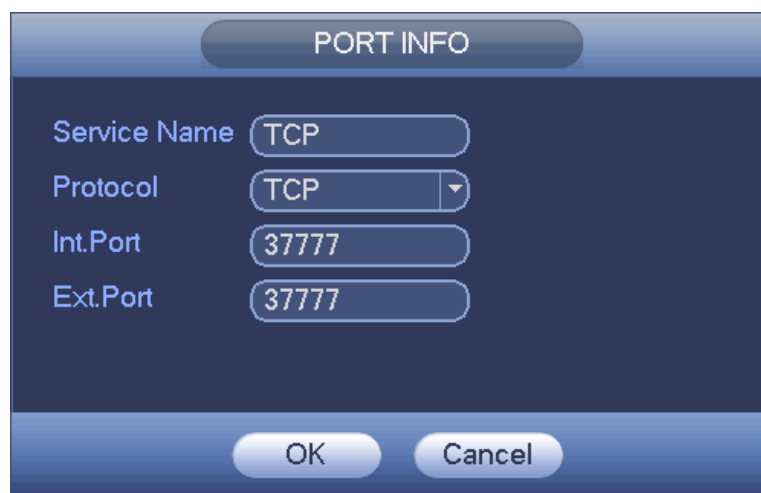 PORT INFO
Service Name TCP
Protocol TCP
Int.Port 37777
Ext.Port 37777
OK Cancel